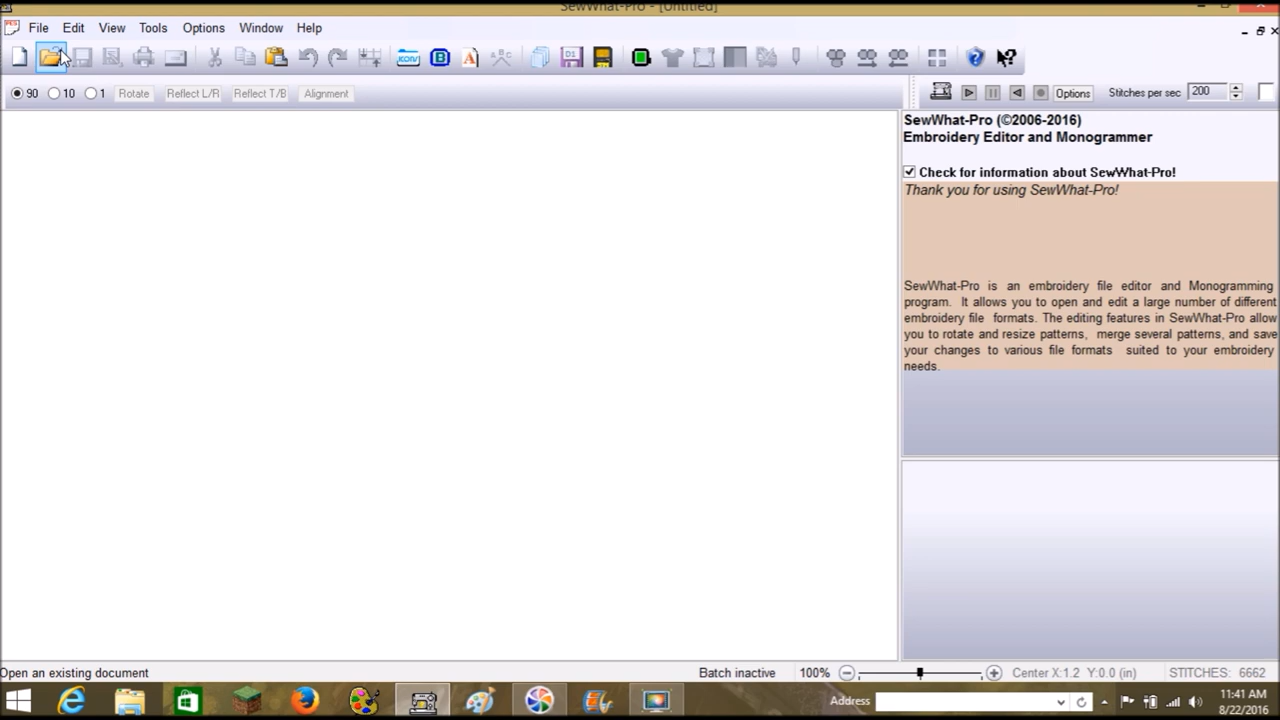 SewWhat-Pro - [Untitled]
File Edit View Tools Options Window Help
90 10 1 Rotate Reflect L/R Reflect T/B Alignment Options Stitches per sec 200
SewWhat-Pro (©2006-2016)
Embroidery Editor and Monogrammer
Check for information about SewWhat-Pro!
Thank you for using SewWhat-Pro!
SewWhat-Pro is an embroidery file editor and Monogramming
program. It allows you to open and edit a large number of different
embroidery file formats. The editing features in SewWhat-Pro allow
you to rotate and resize patterns, merge several patterns, and save
your changes to various file formats suited to your embroidery
needs.
Open an existing document Batch inactive 100% Center X:1.2 Y:0.0 (in) STITCHES: 6662
Address
11:41 AM
8/22/2016